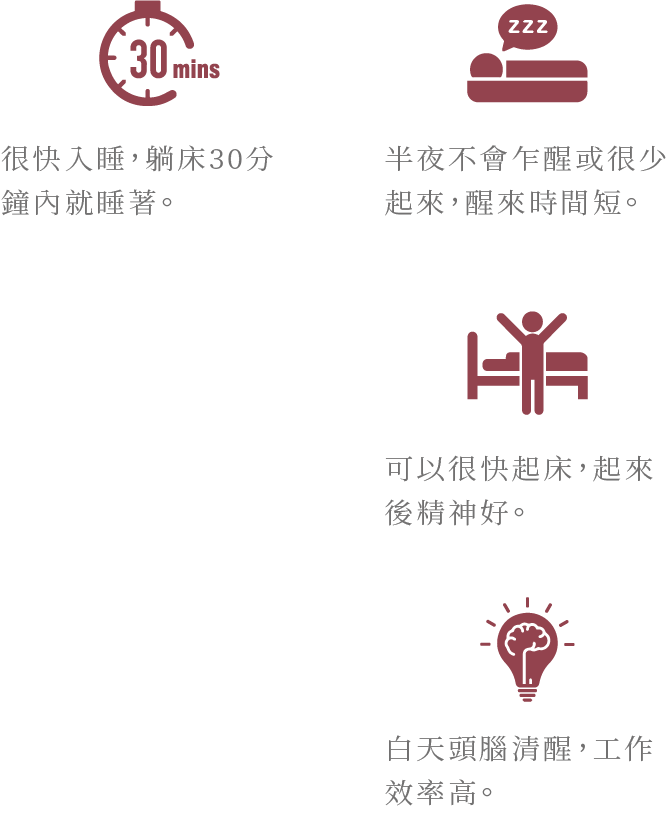 30 mins
很快入睡，躺床30分
鐘內就睡著。
zzz
半夜不會乍醒或很少
起來，醒來時間短。
可以很快起床，起來
後精神好。
白天頭腦清醒，工作
效率高。